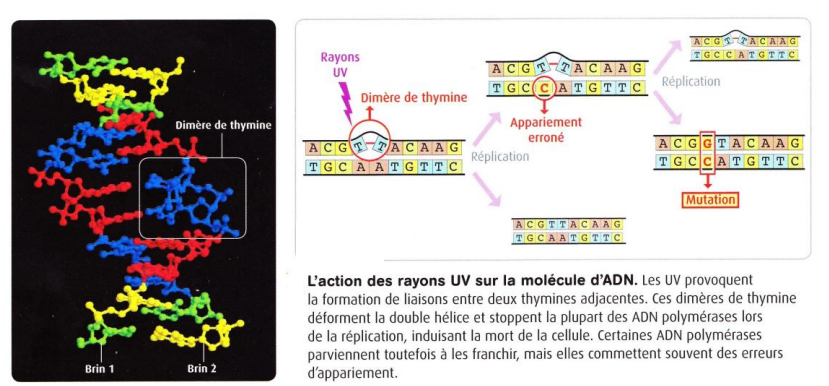 Dimère de thymine
Brin 1
Brin 2
Rayons
UV
Dimère de thymine
A C G T T A C A A G
T G C A A T G T T C
Réplication
A C G T T A C A A G
T G C C A T G T T C
Appariement
erroné
A C G T T A C A A G
T G C A A T G T T C
Réplication
A C G T T A C A A G
T G C C A T G T T C
A C G G T A C A A G
T G C C A T G T T C
Mutation
L'action des rayons UV sur la molécule d'ADN. Les UV provoquent
la formation de liaisons entre deux thymines adjacentes. Ces dimères de thymine
déforment la double hélice et stoppent la plupart des ADN polymérases lors
de la réplication, induisant la mort de la cellule. Certaines ADN polymérases
parviennent toutefois à les franchir, mais elles commettent souvent des erreurs
d'appariement.